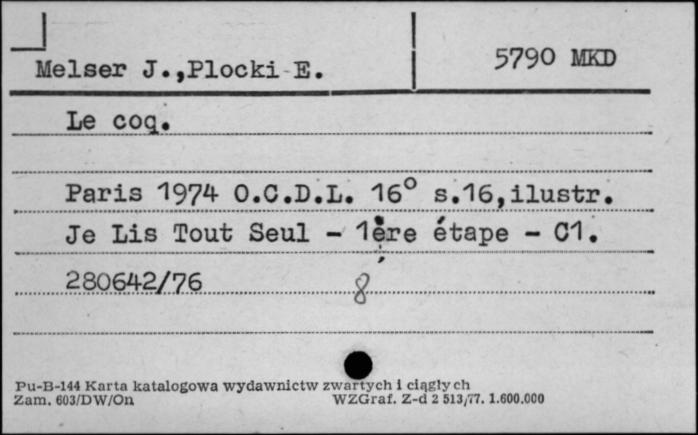 Melser J.,Plocki E.
5790 MKD
Le coq.
Paris 1974 O.C.D.L. 16° s.16,ilustr.
Je Lis Tout Seul - 1ère étape - C1.
280642/76
8
Pu-B-144 Karta katalogowa wydawnictw zwartych i ciągłych
Zam. 603/DW/On WZGraf. Z-d 2 513/77. 1.600.000